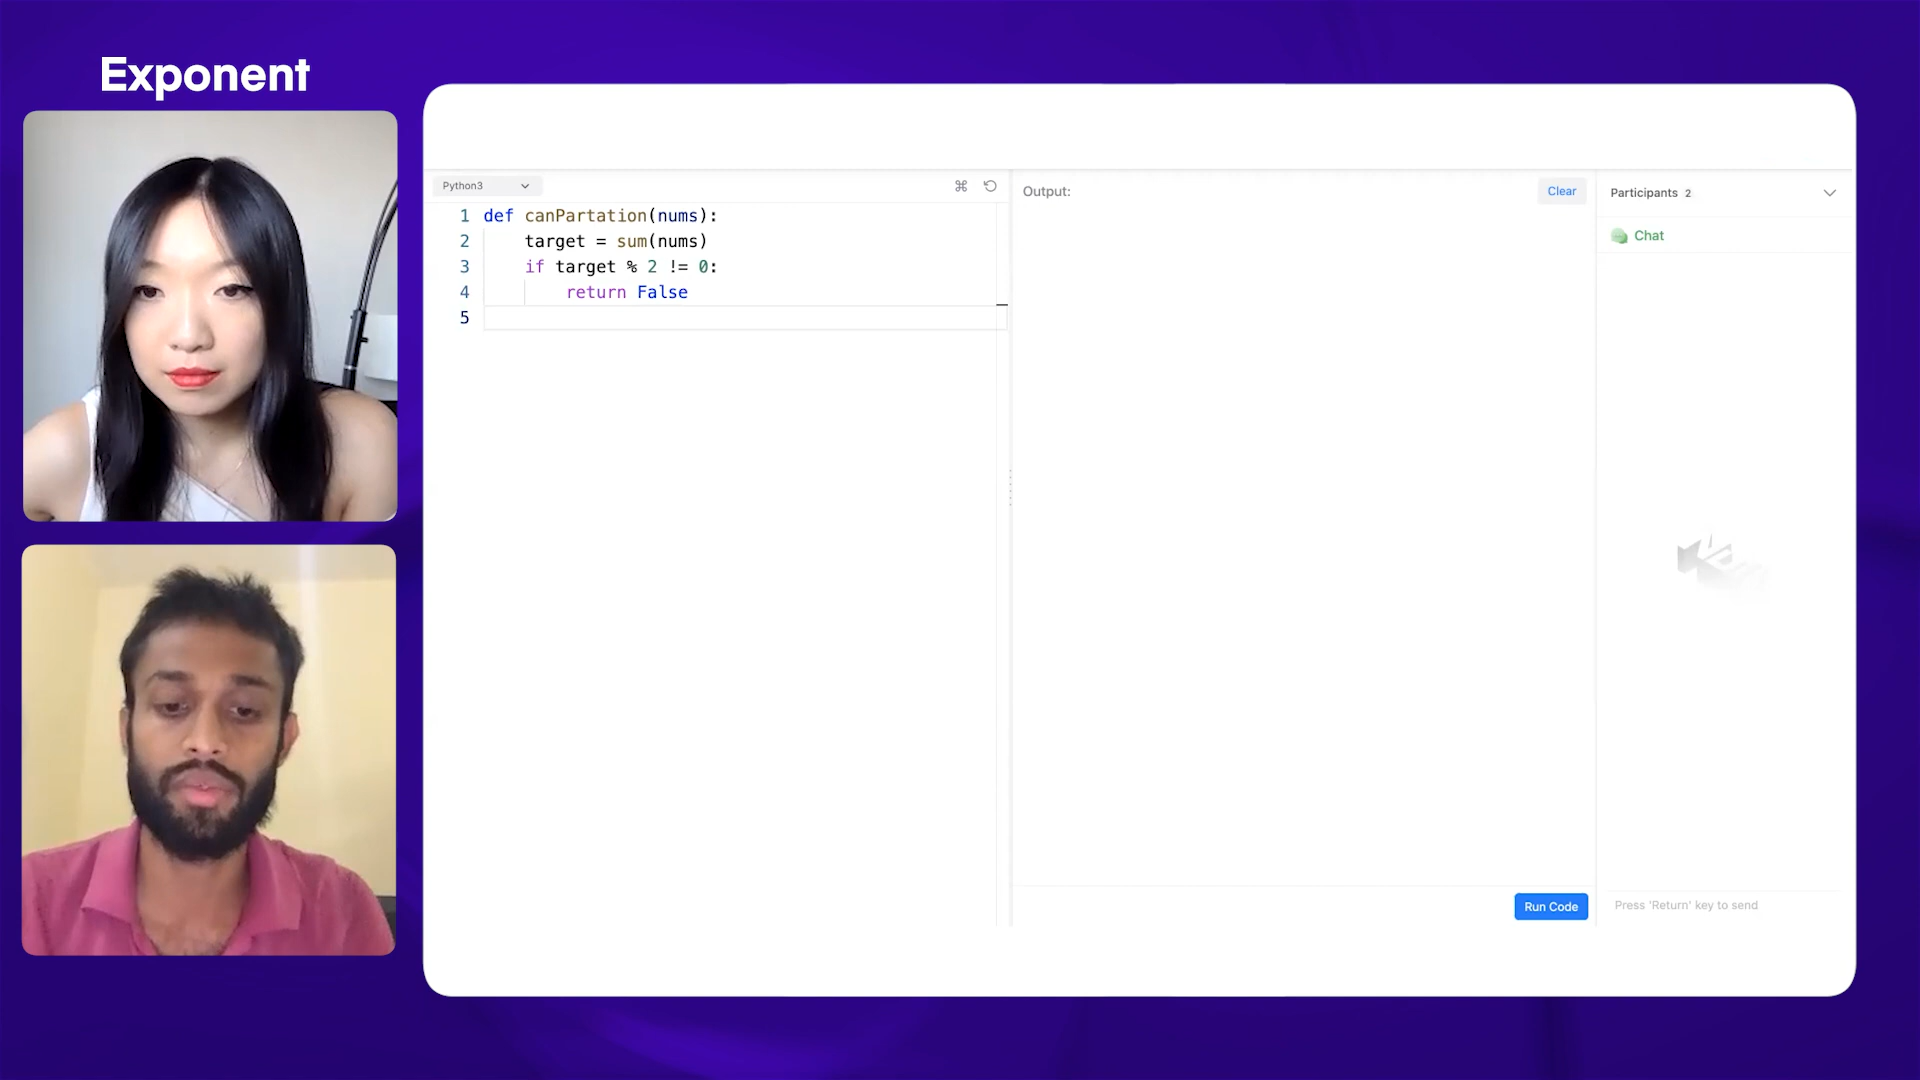 Exponent
Python3
Output:
Clear
Participants 2
Chat
1 def canPartation(nums):
2 target = sum(nums)
3 if target % 2 != 0:
4 return False
5
Run Code
Press 'Return' key to send